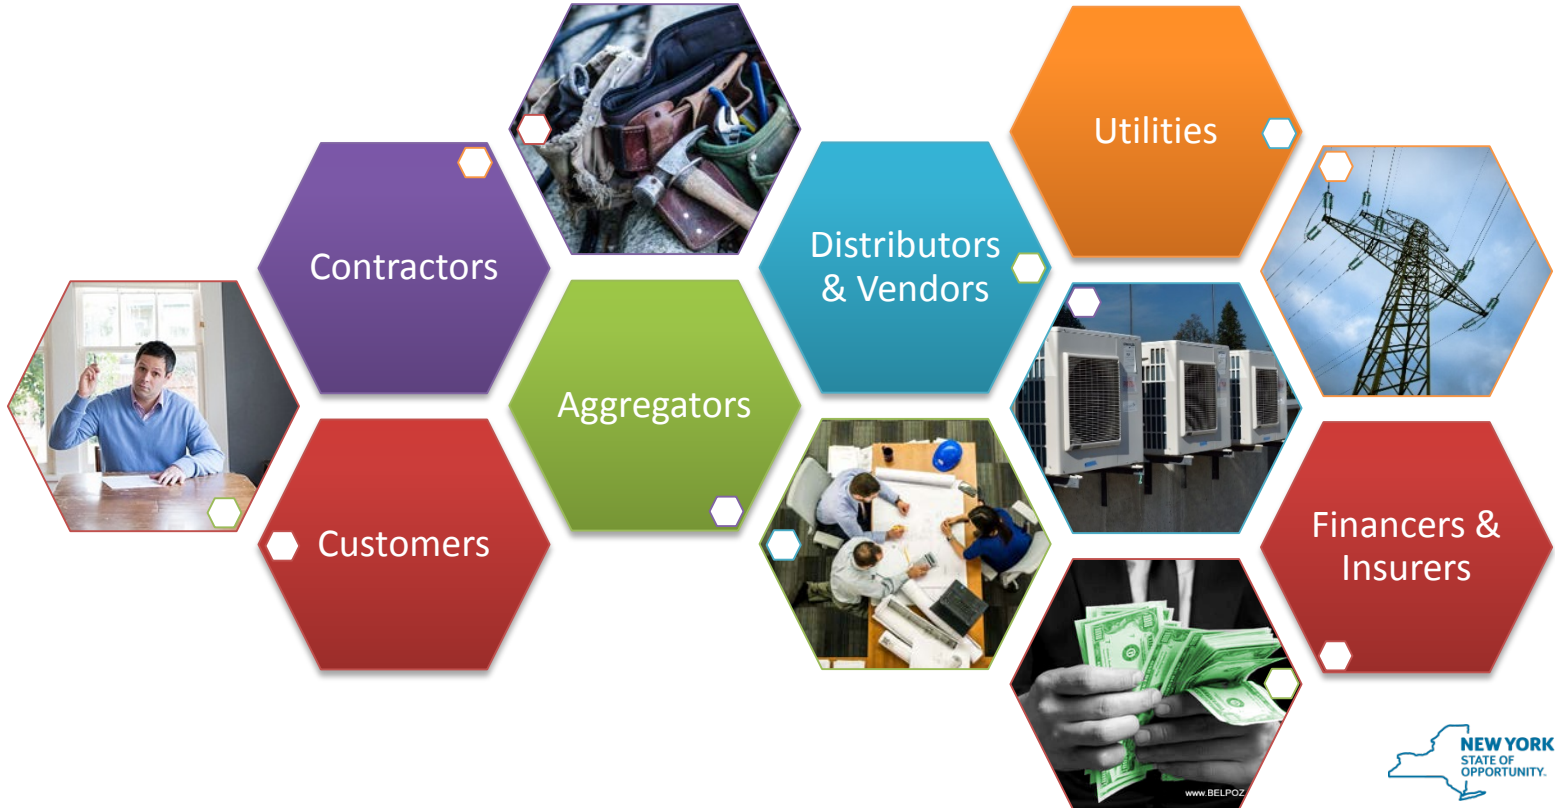 Utilities
Contractors
Distributors
& Vendors
Aggregators
Customers
Financers &
Insurers
www.BELPOZ
NEW YORK
STATE OF
OPPORTUNITY.